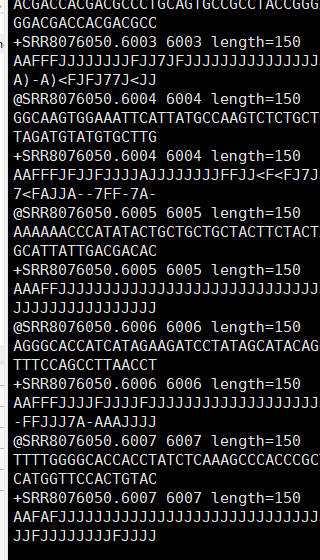 ACGACCACGACGCCCTGCAGTGCCGCCTACCGGG
GGACGACCACGACGCC
+SRR8076050.6003 6003 length=150
AAFFFJJJJJJJJFJJ7JFJJJJJJJJJJJJJJJ
A)-A)<FJFJ77J<JJ
@SRR8076050.6004 6004 length=150
GGCAAGTGGAAATTCATTATGCCAAGTCTCTGCT
TAGATGTATGTGCTTG
+SRR8076050.6004 6004 length=150
AAFFFJFJJFJJJJAJJJJJJJJFFJJ<F<FJ7J
7<FAJJA--7FF-7A-
@SRR8076050.6005 6005 length=150
AAAAAACCCATATACTGCTGCTGCTACTTCTACT
GCATTATTGACGACAC
+SRR8076050.6005 6005 length=150
AAAFFJJJJJJJJJJJJJJJJJJJJJJJJJJJJJ
JJJJJJJJJJJJJJJJ
@SRR8076050.6006 6006 length=150
AGGGCACCATCATAGAAGATCCTATAGCATACAG
TTTCCAGCCTTAACCT
+SRR8076050.6006 6006 length=150
AAFFFJJJJFJJJJFJJJJJJJJJJJJJJJJJJJ
-FFJJJ7A-AAAJJJJ
@SRR8076050.6007 6007 length=150
TTTTGGGGCACCACCTATCTCAAAGCCCACCCGC
CATGGTTCCACTGTAC
+SRR8076050.6007 6007 length=150
AAFAFJJJJJJJJJJJJJJJJJJJJJJJJJJJJJ
JJFJJJJJJJJFJJJJ